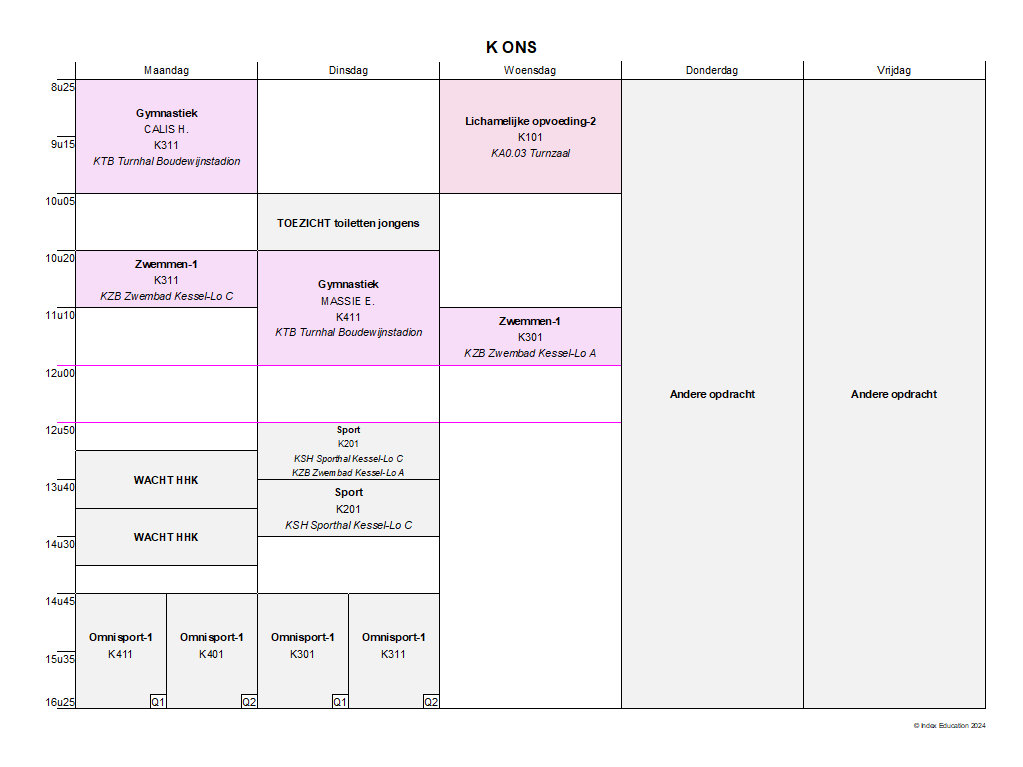 K ONS
Maandag
Dinsdag
Woensdag
Donderdag
Vrijdag
8u25
9u15
10u05
10u20
11u10
12u00
12u50
13u40
14u30
14u45
15u35
16u25
Gymnastiek
CALIS H.
K311
KTB Turnhal Boudewijnstadion
Zwemmen-1
K311
KZB Zwembad Kessel-Lo C
WACHT HHK
WACHT HHK
Omnisport-1
K411
Q1
Omnisport-1
K401
Q2
TOEZICHT toiletten jongens
Gymnastiek
MASSIE E.
K411
KTB Turnhal Boudewijnstadion
Sport
K201
KSH Sporthal Kessel-Lo C
KZB Zwembad Kessel-Lo A
Sport
K201
KSH Sporthal Kessel-Lo C
Omnisport-1
K301
Q1
Omnisport-1
K311
Q2
Lichamelijke opvoeding-2
K101
KA0.03 Turnzaal
Zwemmen-1
K301
KZB Zwembad Kessel-Lo A
Andere opdracht
Andere opdracht
© Index Education 2024